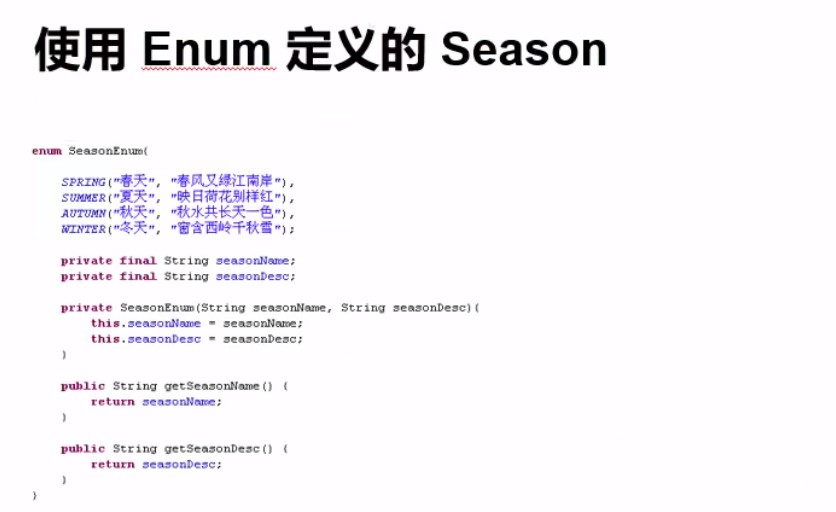 使用 Enum 定义的 Season
enum SeasonEnum{
SPRING("春天", "春风又绿江南岸"),
SUMMER("夏天", "映日荷花别样红"),
AUTUMN("秋天", "秋水共长天一色"),
WINTER("冬天", "窗含西岭千秋雪");
private final String seasonName;
private final String seasonDesc;
private SeasonEnum(String seasonName, String seasonDesc){
this.seasonName = seasonName;
this.seasonDesc = seasonDesc;
}
public String getSeasonName() {
return seasonName;
}
public String getSeasonDesc() {
return seasonDesc;
}
}